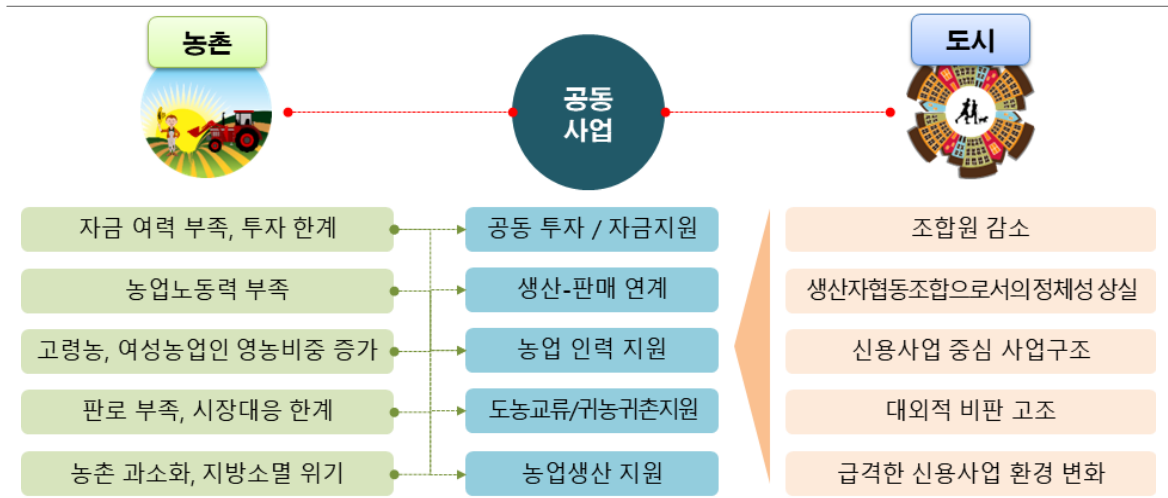 농촌
공동
사업
도시
자금 여력 부족, 투자 한계
공동 투자 / 자금지원
조합원 감소
농업노동력 부족
생산-판매 연계
생산자협동조합으로서의 정체성 상실
고령농, 여성농업인 영농비중 증가
농업 인력 지원
신용사업 중심 사업구조
판로 부족, 시장대응 한계
도농교류/귀농귀촌지원
대외적 비판 고조
농촌 과소화, 지방소멸 위기
농업생산 지원
급격한 신용사업 환경 변화